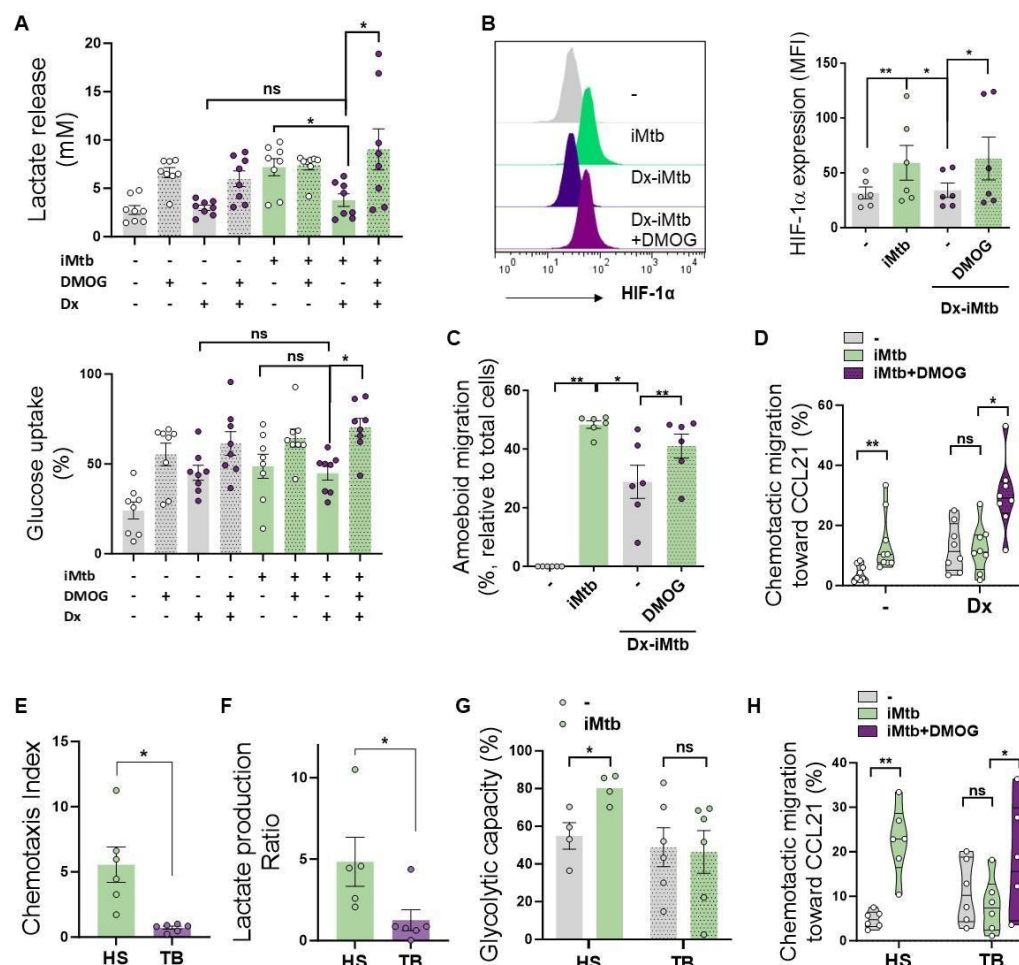 A
Lactate release
(mM)
20
15
10
5
0
ns
*
*
iMtb - - - - + + + +
DMOG - + - + - + - +
Dx - - + + - - + +
Glucose uptake
(%)
100
50
0
ns
ns
*
iMtb - - - - + + + +
DMOG - + - + - + - +
Dx - - + + - - + +
B
-
iMtb
Dx-iMtb
Dx-iMtb
+DMOG
10¹ 10² 10³ 10⁴
HIF-1α
HIF-1α expression (MFI)
150
100
50
0
** * *
- iMtb - DMOG
Dx-iMtb
C
Amoeboid migration
(%, relative to total cells)
60
40
20
0
** * **
- iMtb - DMOG
Dx-iMtb
D
-
iMtb
iMtb+DMOG
Chemotactic migration
toward CCL21 (%)
60
40
20
0
** ns *
- Dx
E
Chemotaxis Index
15
10
5
0
*
HS TB
F
Lactate production
Ratio
10
5
0
*
HS TB
G
-
iMtb
Glycolytic capacity (%)
100
80
60
40
20
0
* ns
HS TB
H
-
iMtb
iMtb+DMOG
Chemotactic migration
toward CCL21 (%)
40
30
20
10
0
** ns *
HS TB